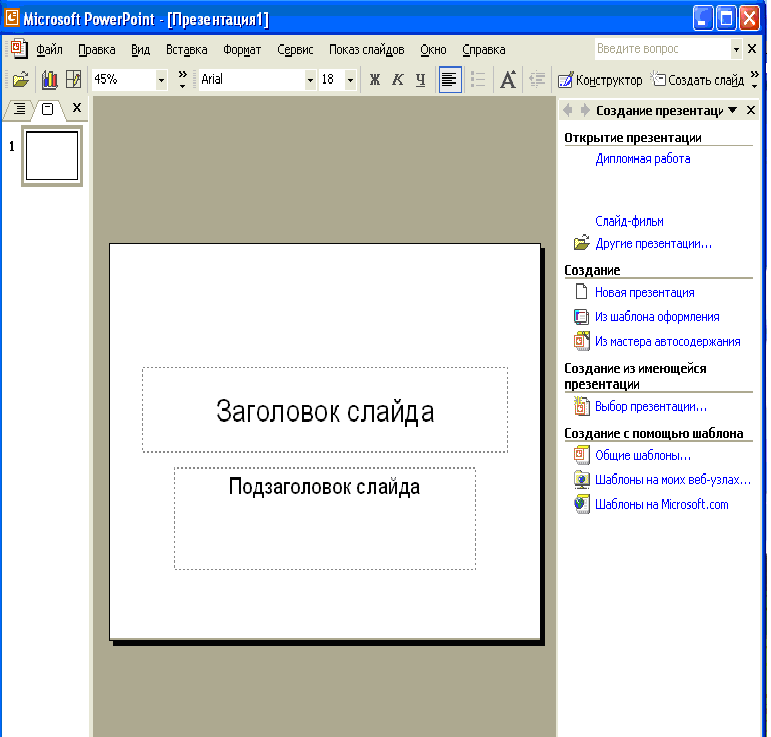 Microsoft PowerPoint - [Презентация1]
Файл Правка Вид Вставка Формат Сервис Показ слайдов Окно Справка Введите вопрос
45% Arial 18 Ж К Ч A Конструктор Создать слайд
Создание презентаци
1
Открытие презентации
Дипломная работа
Слайд-фильм
Другие презентации...
Создание
Новая презентация
Из шаблона оформления
Из мастера автосодержания
Создание из имеющейся
презентации
Выбор презентации...
Создание с помощью шаблона
Общие шаблоны...
Шаблоны на моих веб-узлах...
Шаблоны на Microsoft.com
Заголовок слайда
Подзаголовок слайда